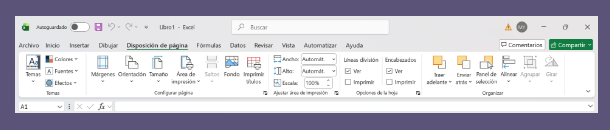 Autoguardado Libro1 - Excel Buscar
Archivo Inicio Insertar Dibujar Disposición de página Fórmulas Datos Revisar Vista Automatizar Ayuda Comentarios Compartir
Colores Ancho: Automát. Líneas división Encabezados
Aa
Fuentes Alto: Automát. Ver Ver
Temas Efectos Márgenes Orientación Tamaño Área de impresión Saltos Fondo Imprimir títulos Escala: 100% Imprimir Imprimir Traer adelante Enviar atrás Panel de selección Alinear Agrupar Girar
Temas Configurar página Ajustar área de impresión Opciones de la hoja Organizar
A1 fx